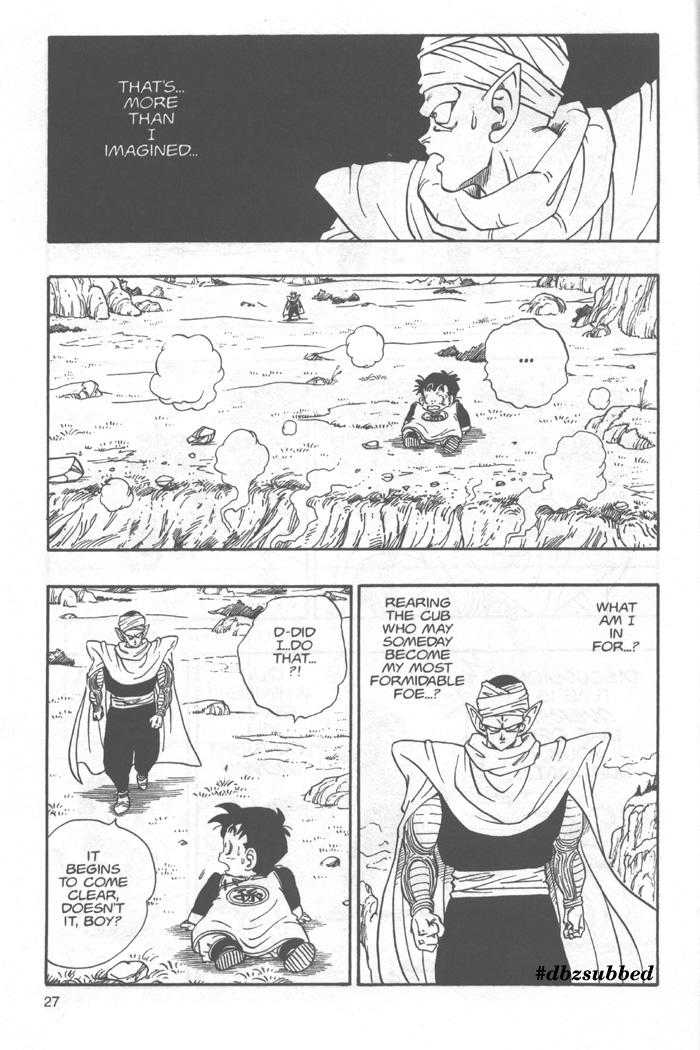 THAT'S...
MORE
THAN
I
IMAGINED...
...
WHAT
AM I
IN
FOR...?
REARING
THE CUB
WHO MAY
SOMEDAY
BECOME
MY MOST
FORMIDABLE
FOE...?
D-DID
I...DO
THAT...
?!
IT
BEGINS
TO COME
CLEAR,
DOESN'T
IT, BOY?
#dbzsubbed
27